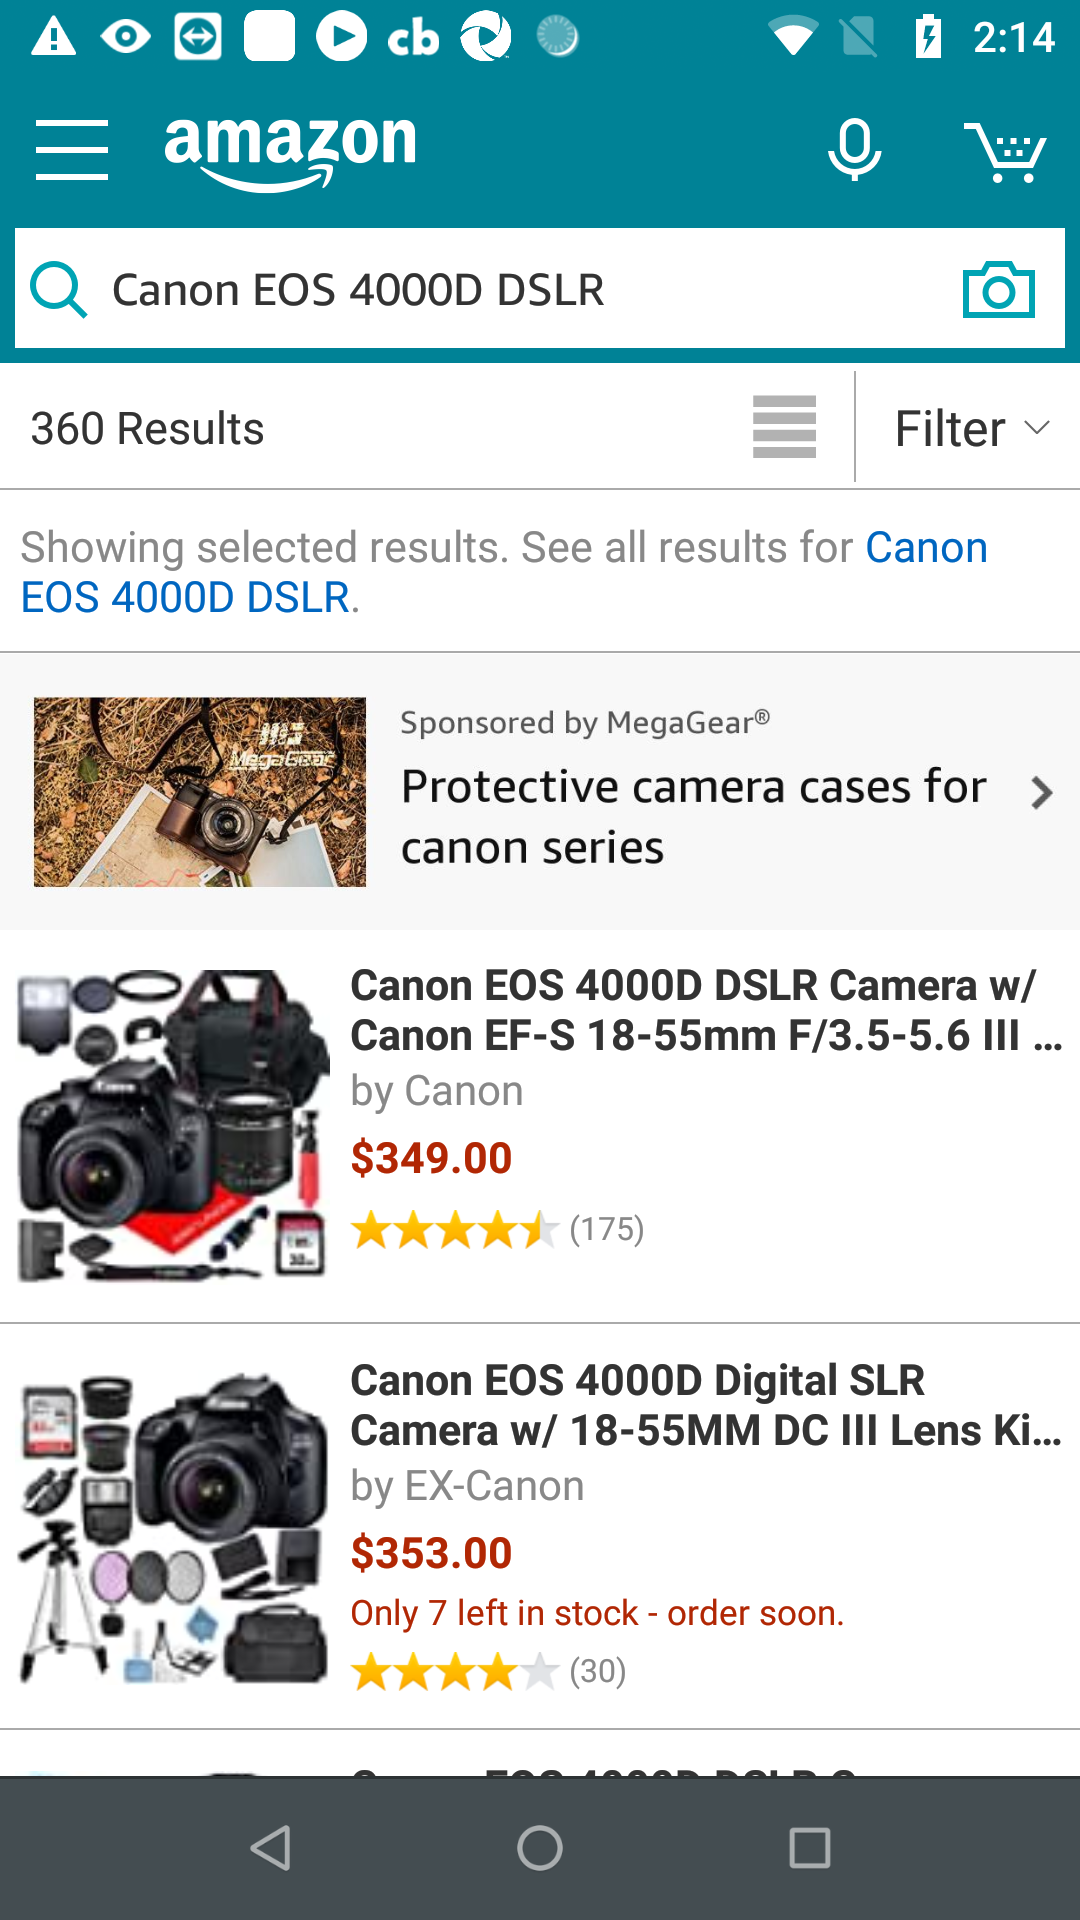 2:14
amazon
Canon EOS 4000D DSLR
360 Results
Filter
Showing selected results. See all results for Canon
EOS 4000D DSLR.
MegaGear
Sponsored by MegaGear®
Protective camera cases for
canon series
Canon EOS 4000D DSLR Camera w/
Canon EF-S 18-55mm F/3.5-5.6 III ...
by Canon
$349.00
(175)
Canon EOS 4000D Digital SLR
Camera w/ 18-55MM DC III Lens Ki...
by EX-Canon
$353.00
Only 7 left in stock - order soon.
(30)